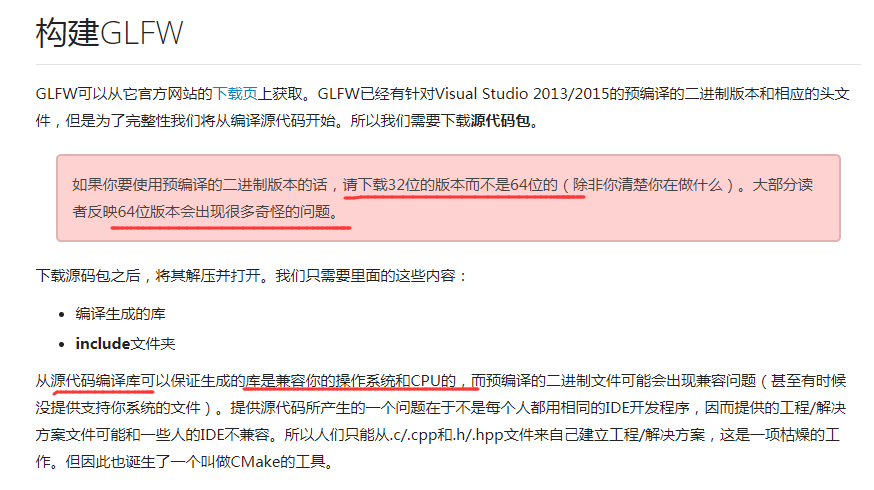 构建GLFW
GLFW可以从它官方网站的下载页上获取。GLFW已经有针对Visual Studio 2013/2015的预编译的二进制版本和相应的头文
件，但是为了完整性我们将从编译源代码开始。所以我们需要下载源代码包。
如果你要使用预编译的二进制版本的话，请下载32位的版本而不是64位的（除非你清楚你在做什么）。大部分读
者反映64位版本会出现很多奇怪的问题。
下载源码包之后，将其解压并打开。我们只需要里面的这些内容：
• 编译生成的库
• include文件夹
从源代码编译库可以保证生成的库是兼容你的操作系统和CPU的，而预编译的二进制文件可能会出现兼容问题（甚至有时候
没提供支持你系统的文件）。提供源代码所产生的一个问题在于不是每个人都用相同的IDE开发程序，因而提供的工程/解决
方案文件可能和一些人的IDE不兼容。所以人们只能从.c/.cpp和.h/.hpp文件来自己建立工程/解决方案，这是一项枯燥的工
作。但因此也诞生了一个叫做CMake的工具。